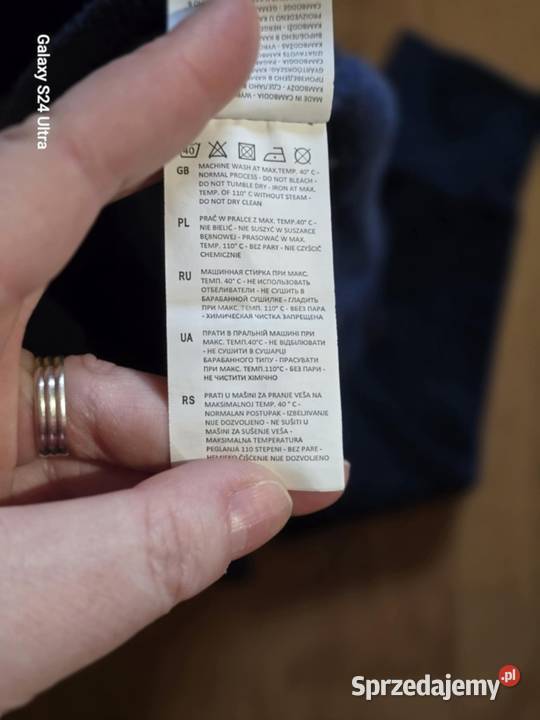 MADE IN CAMBODIA - WYP
40
GB
MACHINE WASH AT MAX.TEMP. 40° C -
NORMAL PROCESS - DO NOT BLEACH -
DO NOT TUMBLE DRY - IRON AT MAX.
TEMP. OF 110° C WITHOUT STEAM -
DO NOT DRY CLEAN
PL
PRAĆ W PRALCE Z MAX. TEMP.40° C -
NIE BIELIĆ - NIE SUSZYĆ W SUSZARCE
BĘBNOWEJ - PRASOWAĆ W MAX.
TEMP. 110° C - BEZ PARY - NIE CZYŚCIĆ
CHEMICZNIE
RU
МАШИННАЯ СТИРКА ПРИ МАКС.
ТЕМП. 40° C - НЕ ИСПОЛЬЗОВАТЬ
ОТБЕЛИВАТЕЛИ - НЕ СУШИТЬ В
БАРАБАННОЙ СУШИЛКЕ - ГЛАДИТЬ
ПРИ МАКС. ТЕМП. 110° C - БЕЗ ПАРА
- ХИМИЧЕСКАЯ ЧИСТКА ЗАПРЕЩЕНА
UA
ПРАТИ В ПРАЛЬНІЙ МАШИНІ ПРИ
МАКС. ТЕМП.40°C - НЕ ВІДБІЛЮВАТИ
- НЕ СУШИТИ В СУШАРЦІ
БАРАБАННОГО ТИПУ - ПРАСУВАТИ
ПРИ МАКС. ТЕМП.110°C - БЕЗ ПАРИ -
НЕ ЧИСТИТИ ХІМІЧНО
RS
PRATI U MAŠINI ZA PRANJE VEŠA NA
MAKSIMALNOJ TEMP. 40 ° C -
NORMALAN POSTUPAK - IZBELJIVANJE
NIJE DOZVOLJENO - NE SUŠITI U
MAŠINI ZA SUŠENJE VEŠA -
MAKSIMALNA TEMPERATURA
PEGLANJA 110 STEPENI - BEZ PARE -
HEMIJSKO ČIŠĆENJE NIJE DOZVOLJENO
Galaxy S24 Ultra
Sprzedajemy.pl